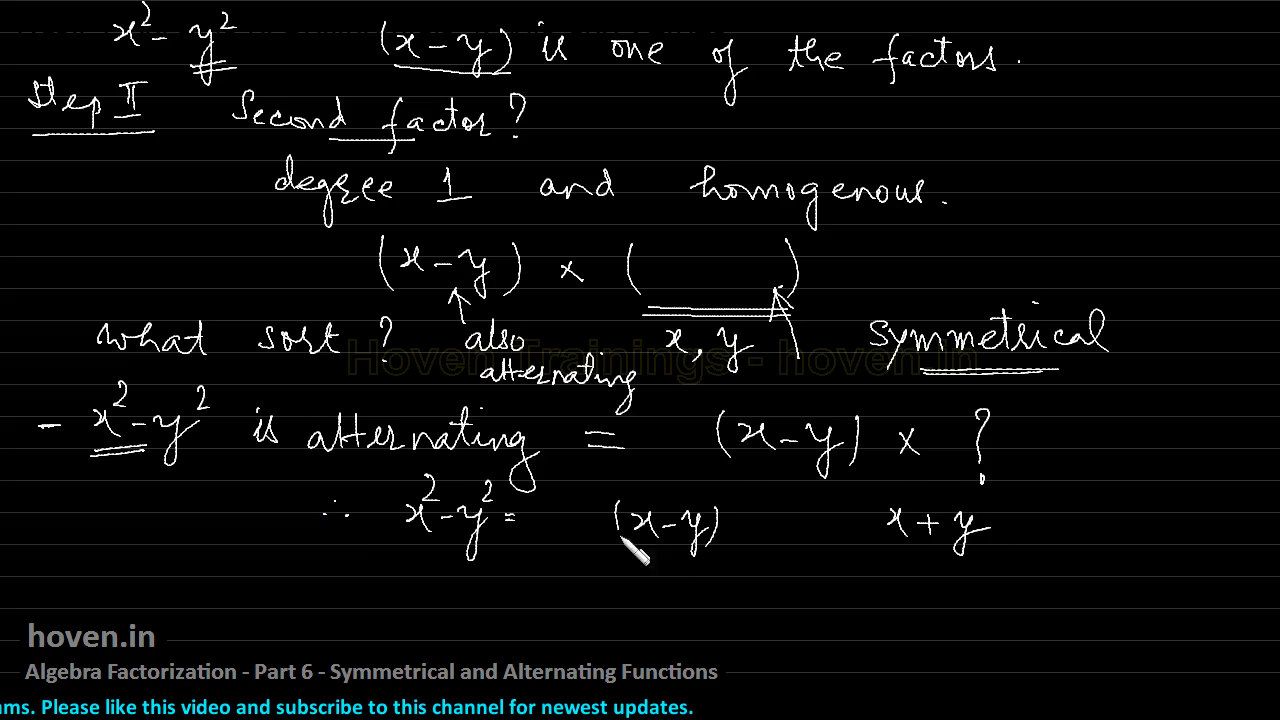 x² - y² (x - y) is one of the factors.
Step II Second factor?
degree 1 and homogenous.
(x - y) × ( )
what sort? also alternating x, y symmetrical
Hoven Trainings - hoven.in
- x² - y² is alternating = (x - y) × ?
∴ x² - y² = (x - y) x + y
hoven.in
Algebra Factorization - Part 6 - Symmetrical and Alternating Functions
ams. Please like this video and subscribe to this channel for newest updates.